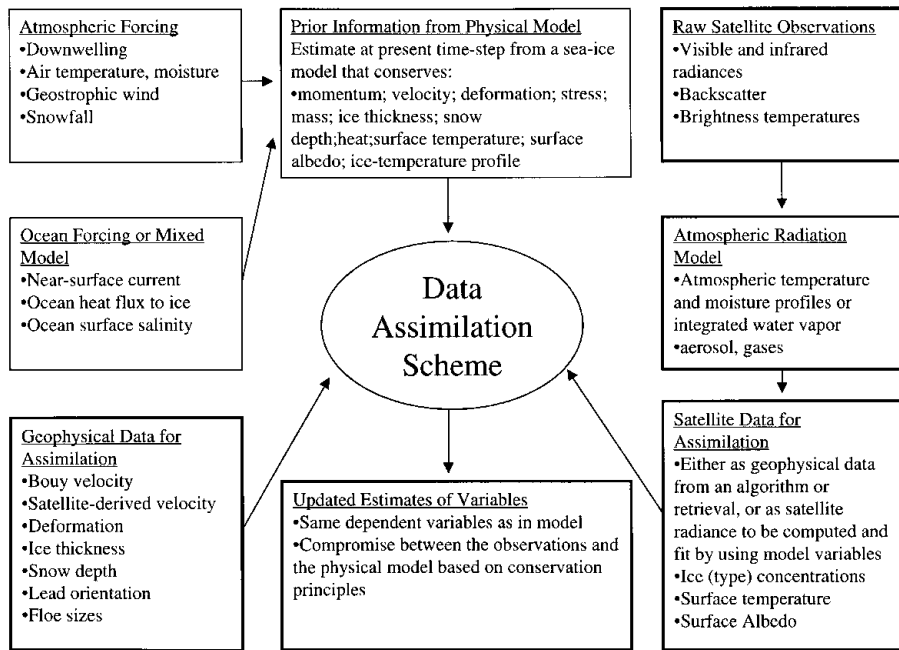 Atmospheric Forcing
•Downwelling
•Air temperature, moisture
•Geostrophic wind
•Snowfall
Prior Information from Physical Model
Estimate at present time-step from a sea-ice
model that conserves:
•momentum; velocity; deformation; stress;
mass; ice thickness; snow
depth;heat;surface temperature; surface
albedo; ice-temperature profile
Raw Satellite Observations
•Visible and infrared
radiances
•Backscatter
•Brightness temperatures
Ocean Forcing or Mixed
Model
•Near-surface current
•Ocean heat flux to ice
•Ocean surface salinity
Data
Assimilation
Scheme
Atmospheric Radiation
Model
•Atmospheric temperature
and moisture profiles or
integrated water vapor
•aerosol, gases
Geophysical Data for
Assimilation
•Bouy velocity
•Satellite-derived velocity
•Deformation
•Ice thickness
•Snow depth
•Lead orientation
•Floe sizes
Updated Estimates of Variables
•Same dependent variables as in model
•Compromise between the observations and
the physical model based on conservation
principles
Satellite Data for
Assimilation
•Either as geophysical data
from an algorithm or
retrieval, or as satellite
radiance to be computed and
fit by using model variables
•Ice (type) concentrations
•Surface temperature
•Surface Albedo